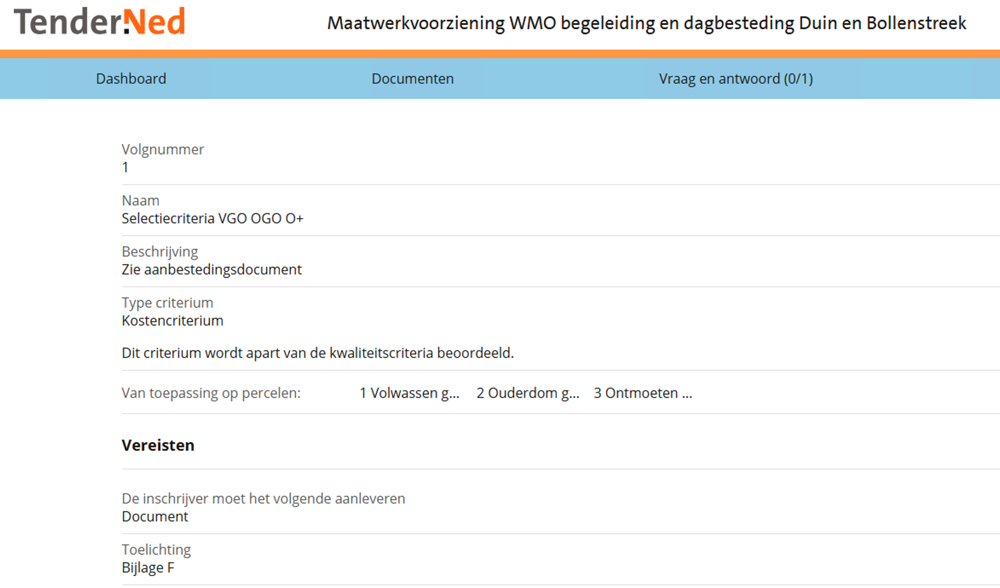 TenderNed
Maatwerkvoorziening WMO begeleiding en dagbesteding Duin en Bollenstreek
Dashboard Documenten Vraag en antwoord (0/1)
Volgnummer
1
Naam
Selectiecriteria VGO OGO O+
Beschrijving
Zie aanbestedingsdocument
Type criterium
Kostencriterium
Dit criterium wordt apart van de kwaliteitscriteria beoordeeld.
Van toepassing op percelen: 1 Volwassen g... 2 Ouderdom g... 3 Ontmoeten ...
Vereisten
De inschrijver moet het volgende aanleveren
Document
Toelichting
Bijlage F